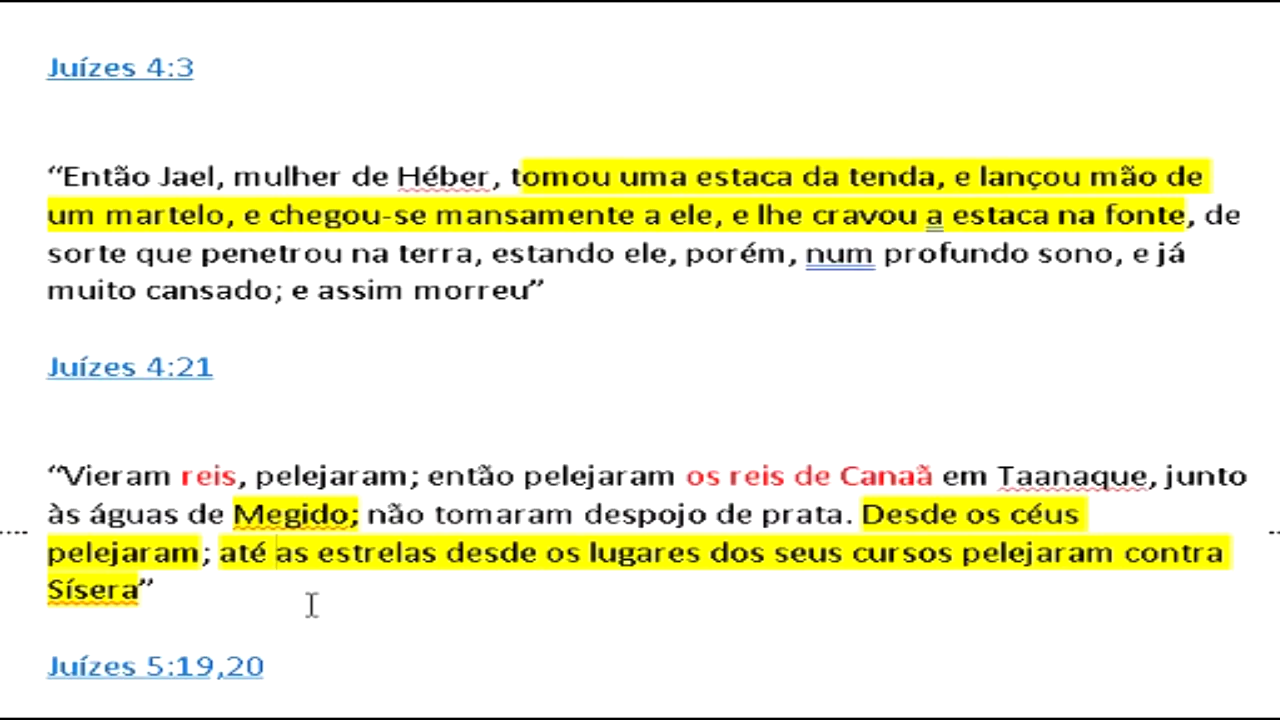 Juízes 4:3
“Então Jael, mulher de Héber, tomou uma estaca da tenda, e lançou mão de
um martelo, e chegou-se mansamente a ele, e lhe cravou a estaca na fonte, de
sorte que penetrou na terra, estando ele, porém, num profundo sono, e já
muito cansado; e assim morreu”
Juízes 4:21
“Vieram reis, pelejaram; então pelejaram os reis de Canaã em Taanaque, junto
às águas de Megido; não tomaram despojo de prata. Desde os céus
pelejaram; até as estrelas desde os lugares dos seus cursos pelejaram contra
Sísera”
Juízes 5:19,20